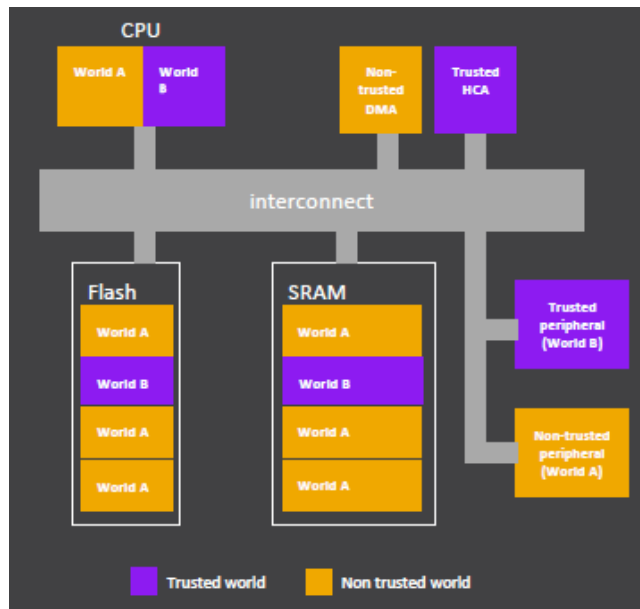 CPU
World A
World
B
Non-
trusted
DMA
Trusted
HCA
interconnect
Flash
World A
World B
World A
World A
SRAM
World A
World B
World A
World A
Trusted
peripheral
(World B)
Non-trusted
peripheral
(World A)
Trusted world
Non trusted world